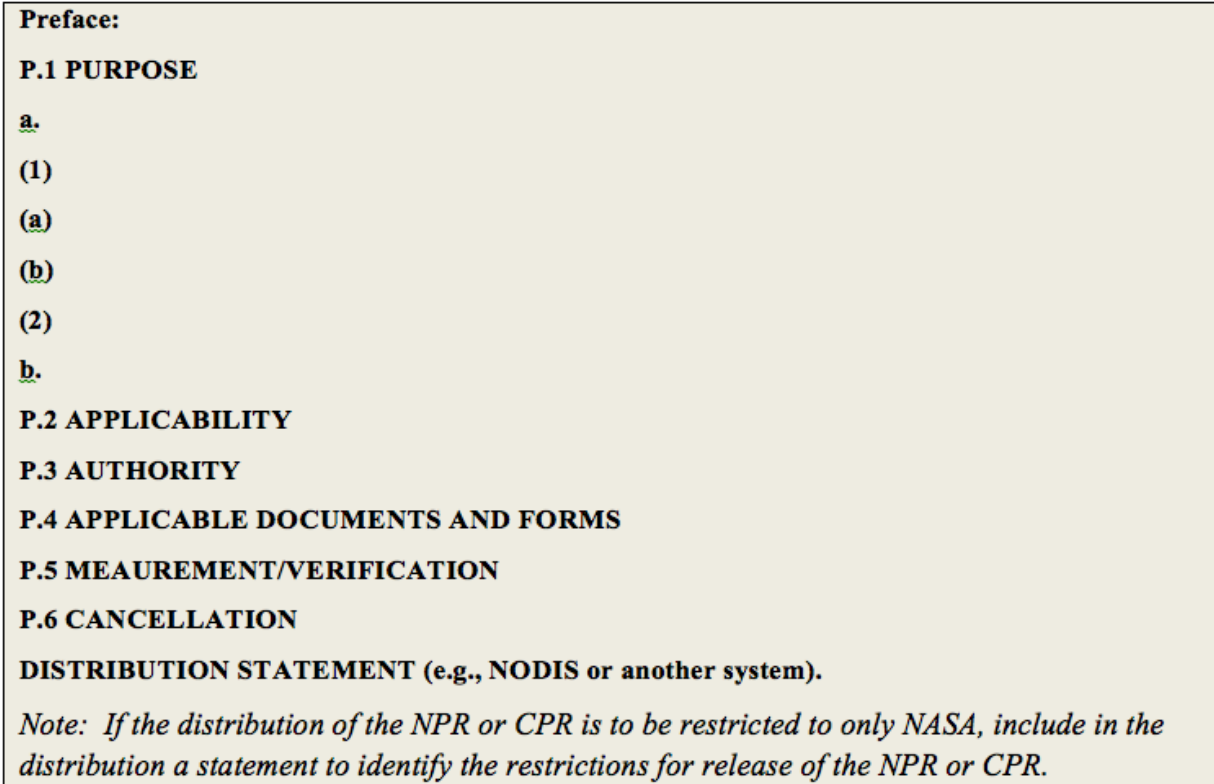 Preface:
P.1 PURPOSE
a.
(1)
(a)
(b)
(2)
b.
P.2 APPLICABILITY
P.3 AUTHORITY
P.4 APPLICABLE DOCUMENTS AND FORMS
P.5 MEAUREMENT/VERIFICATION
P.6 CANCELLATION
DISTRIBUTION STATEMENT (e.g., NODIS or another system).
Note:  If the distribution of the NPR or CPR is to be restricted to only NASA, include in the
distribution a statement to identify the restrictions for release of the NPR or CPR.